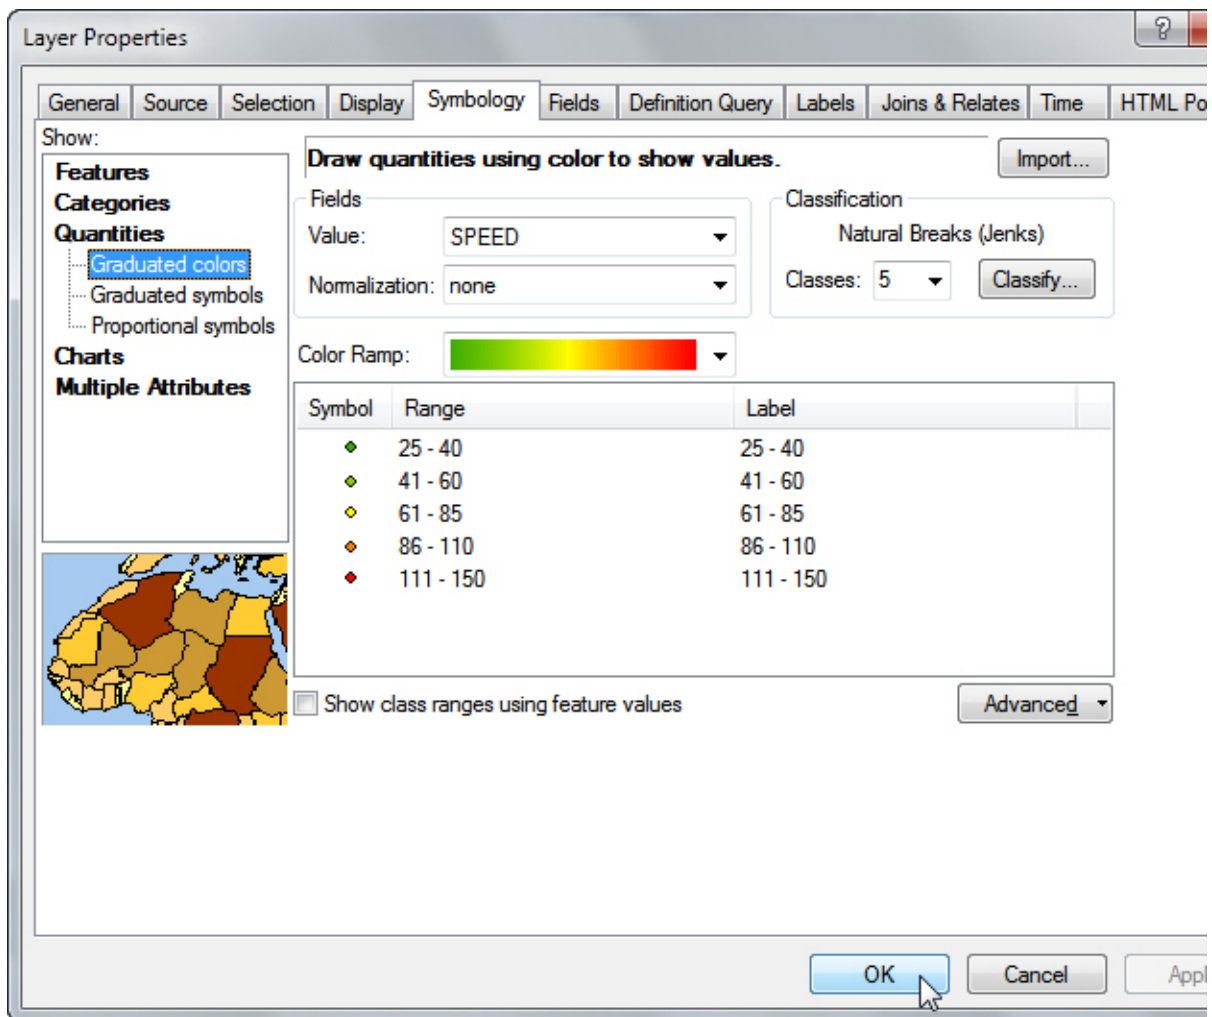 Layer Properties
?
General Source Selection Display Symbology Fields Definition Query Labels Joins & Relates Time HTML Po
Show:
Features
Categories
Quantities
Graduated colors
Graduated symbols
Proportional symbols
Charts
Multiple Attributes
Draw quantities using color to show values.
Import...
Fields
Value: SPEED
Normalization: none
Classification
Natural Breaks (Jenks)
Classes: 5 Classify...
Color Ramp:
Symbol Range Label
25 - 40 25 - 40
41 - 60 41 - 60
61 - 85 61 - 85
86 - 110 86 - 110
111 - 150 111 - 150
Show class ranges using feature values
Advanced
OK Cancel Appl